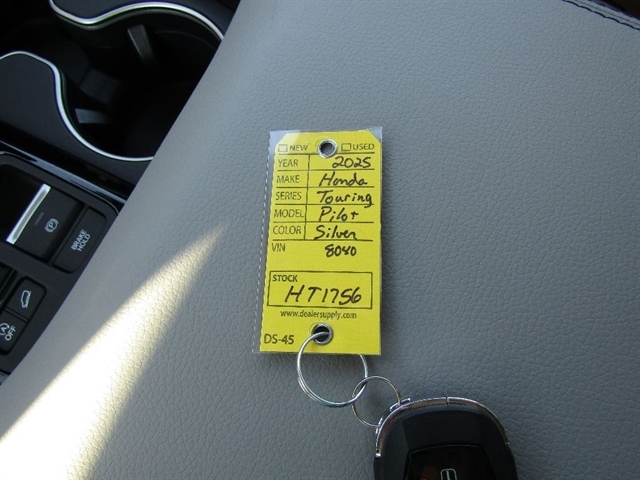 NEW USED
YEAR 2025
MAKE Honda
SERIES Touring
MODEL Pilot
COLOR Silver
VIN 8040
STOCK
HT1756
www.dealersupply.com
DS-45
BRAKE HOLD